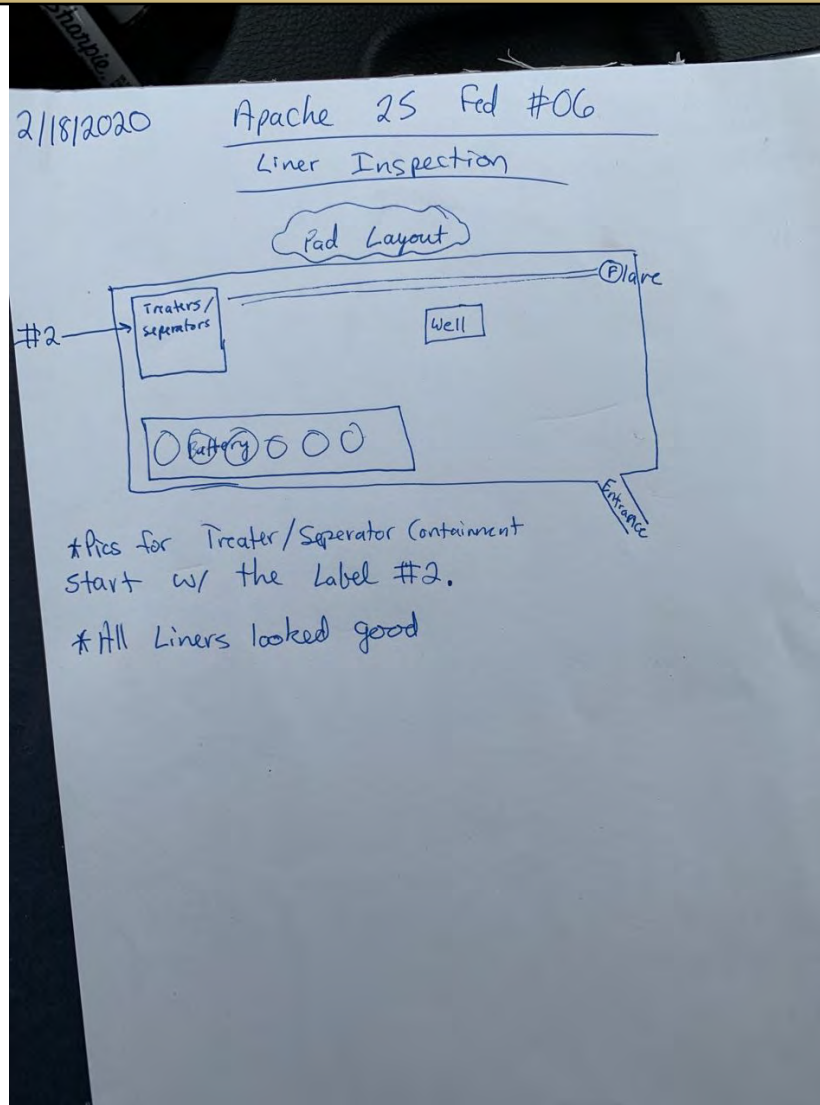 Sharpie
2/18/2020 Apache 25 Fed #06
Liner Inspection
Pad Layout
Flare
Treaters/
seperators
#2
Well
Battery
Entrance
*Pics for Treater/Seperator Containment
Start w/ the Label #2.
*All Liners looked good